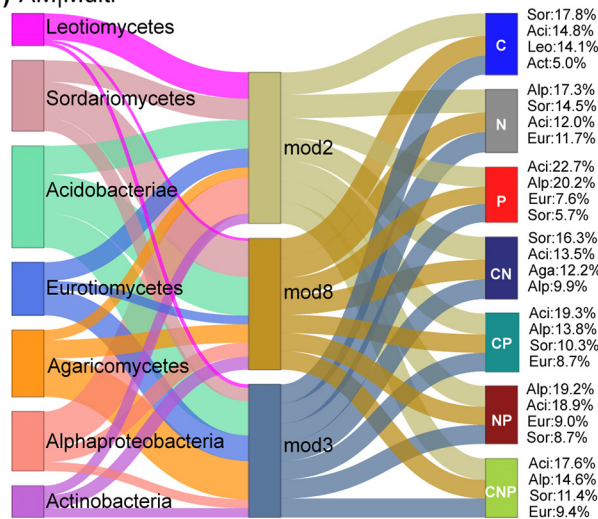 ) AM|Multi
Leotiomycetes
Sordariomycetes
Acidobacteriae
Eurotiomycetes
Agaricomycetes
Alphaproteobacteria
Actinobacteria
mod2
mod8
mod3
C
Sor:17.8%
Aci:14.8%
Leo:14.1%
Act:5.0%
N
Alp:17.3%
Sor:14.5%
Aci:12.0%
Eur:11.7%
P
Aci:22.7%
Alp:20.2%
Eur:7.6%
Sor:5.7%
CN
Sor:16.3%
Aci:13.5%
Aga:12.2%
Alp:9.9%
CP
Aci:19.3%
Alp:13.8%
Sor:10.3%
Eur:8.7%
NP
Alp:19.2%
Aci:18.9%
Eur:9.0%
Sor:8.7%
CNP
Aci:17.6%
Alp:14.6%
Sor:11.4%
Eur:9.4%